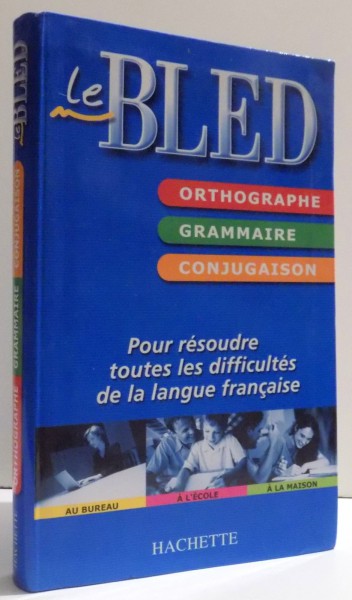 le BLED
ORTHOGRAPHE
GRAMMAIRE
CONJUGAISON
Pour résoudre
toutes les difficultés
de la langue française
AU BUREAU
À L'ÉCOLE
À LA MAISON
HACHETTE
le BLED
CONJUGAISON
GRAMMAIRE
ORTHOGRAPHE
HACHETTE